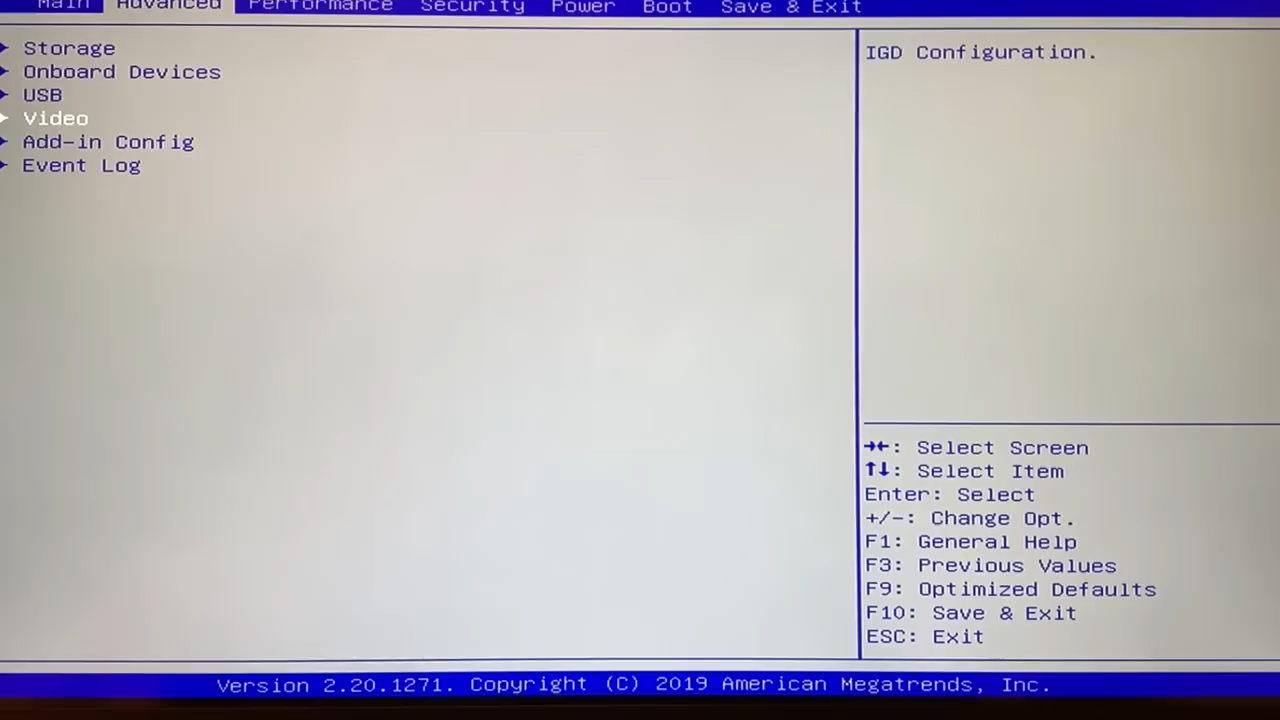 Main Advanced Performance Security Power Boot Save & Exit
Storage
Onboard Devices
USB
Video
Add-in Config
Event Log
IGD Configuration.
→←: Select Screen
↑↓: Select Item
Enter: Select
+/-: Change Opt.
F1: General Help
F3: Previous Values
F9: Optimized Defaults
F10: Save & Exit
ESC: Exit
Version 2.20.1271. Copyright (C) 2019 American Megatrends, Inc.